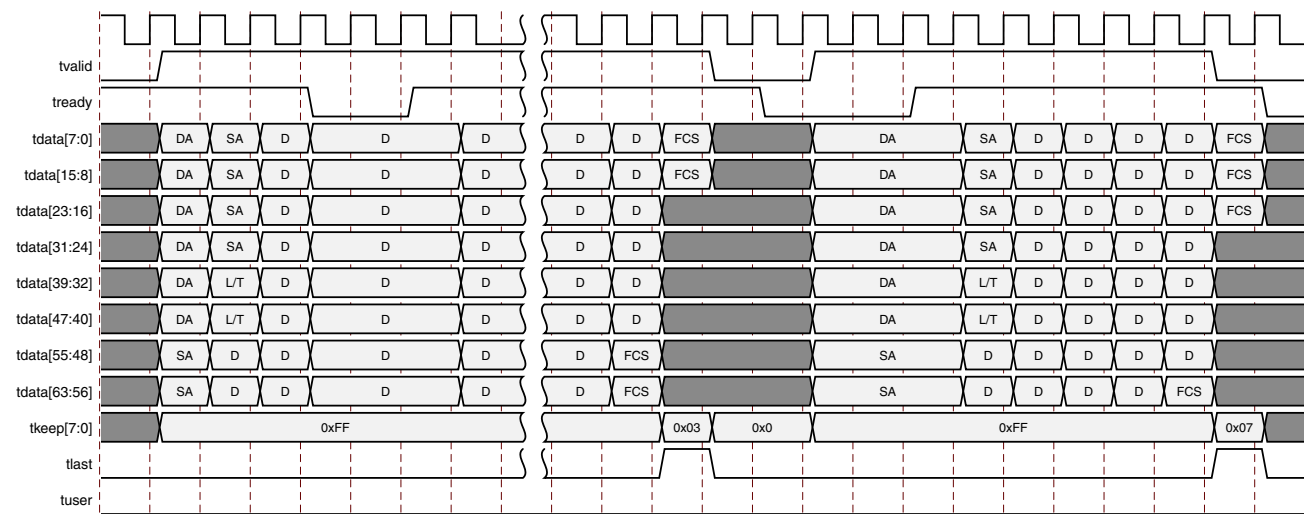 tvalid
tready
tdata[7:0] DA SA D D D D D FCS DA SA D D D D FCS
tdata[15:8] DA SA D D D D D FCS DA SA D D D D FCS
tdata[23:16] DA SA D D D D D DA SA D D D D FCS
tdata[31:24] DA SA D D D D D DA SA D D D D
tdata[39:32] DA L/T D D D D D DA L/T D D D D
tdata[47:40] DA L/T D D D D D DA L/T D D D D
tdata[55:48] SA D D D D D FCS SA D D D D D
tdata[63:56] SA D D D D D FCS SA D D D D FCS
tkeep[7:0] 0xFF 0x03 0x0 0xFF 0x07
tlast
tuser